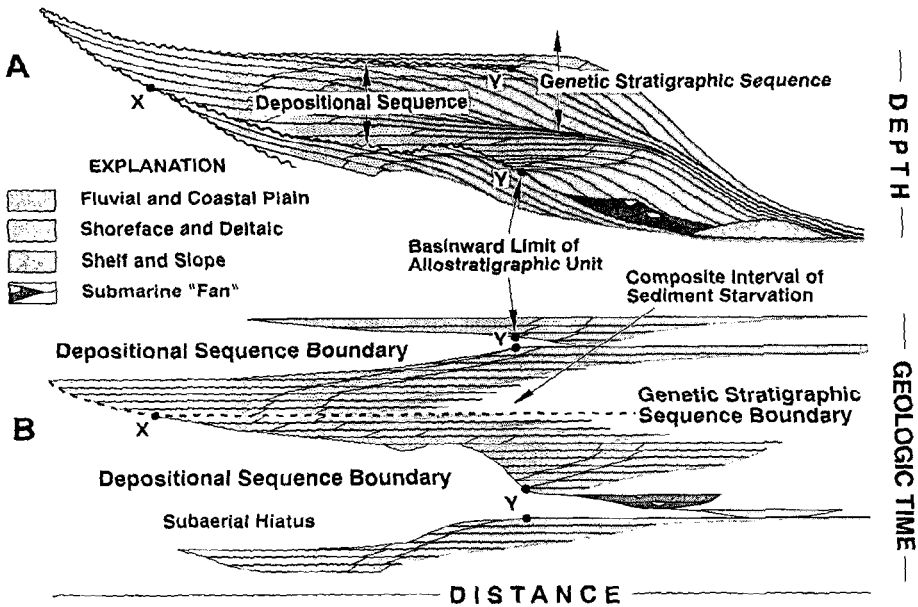 A
Y
Genetic Stratigraphic Sequence
X
Depositional Sequence
DEPTH
EXPLANATION
Fluvial and Coastal Plain
Shoreface and Deltaic
Shelf and Slope
Submarine "Fan"
Y
Basinward Limit of
Allostratigraphic Unit
Composite Interval of
Sediment Starvation
Y
Depositional Sequence Boundary
Genetic Stratigraphic
Sequence Boundary
B
X
Depositional Sequence Boundary
Y
Subaerial Hiatus
GEOLOGIC TIME
DISTANCE